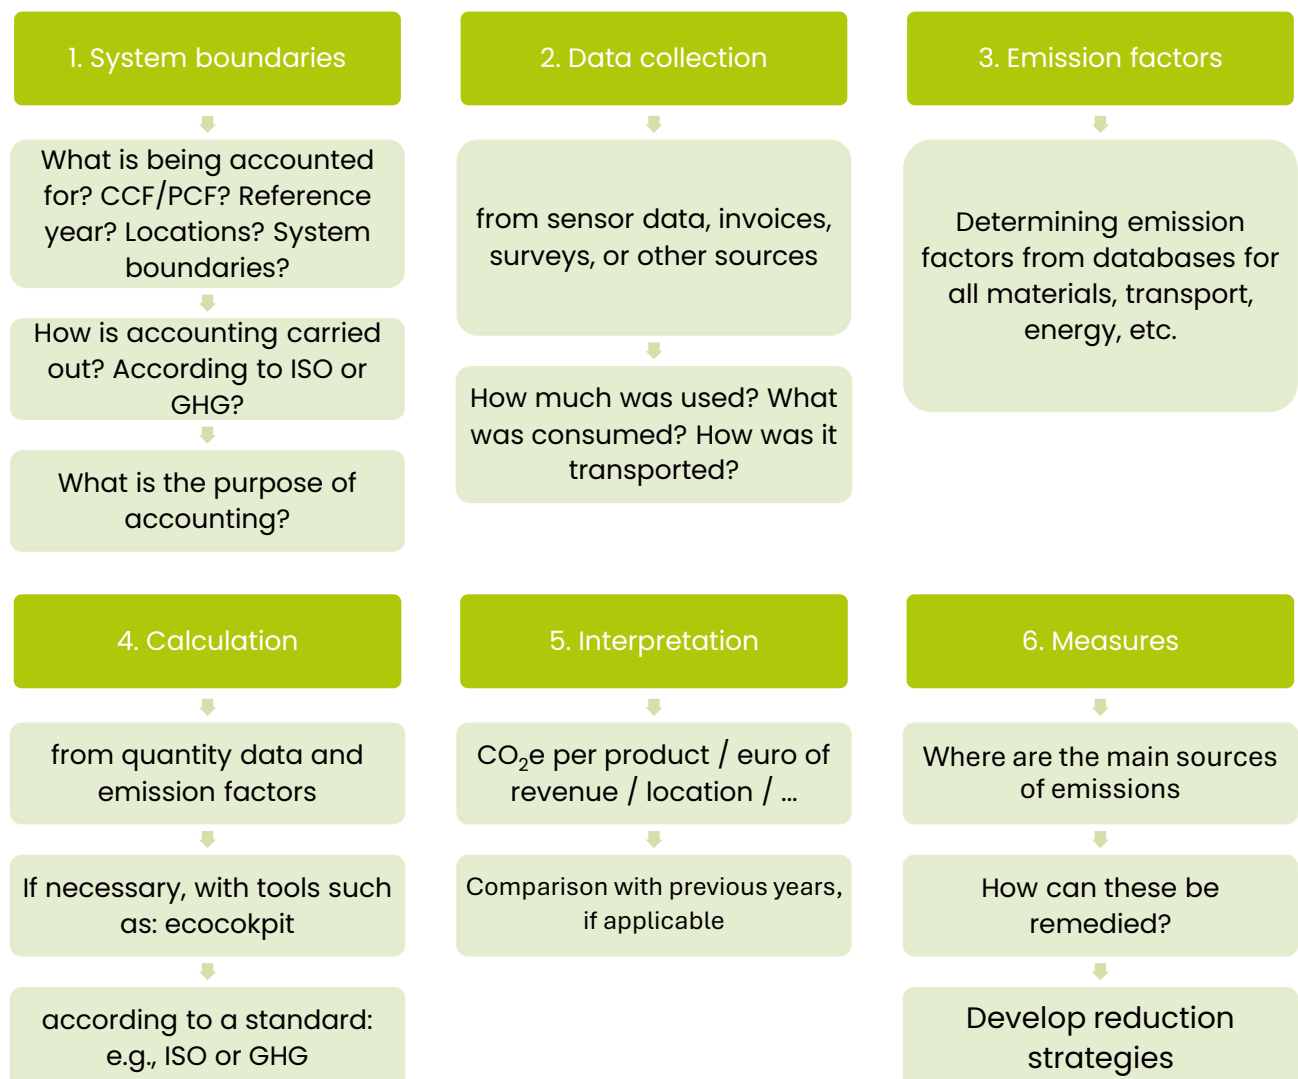 1. System boundaries
What is being accounted
for? CCF/PCF? Reference
year? Locations? System
boundaries?
How is accounting carried
out? According to ISO or
GHG?
What is the purpose of
accounting?
2. Data collection
from sensor data, invoices,
surveys, or other sources
How much was used? What
was consumed? How was it
transported?
3. Emission factors
Determining emission
factors from databases for
all materials, transport,
energy, etc.
4. Calculation
from quantity data and
emission factors
If necessary, with tools such
as: ecocokpit
according to a standard:
e.g., ISO or GHG
5. Interpretation
CO₂e per product / euro of
revenue / location / ...
Comparison with previous years,
if applicable
6. Measures
Where are the main sources
of emissions
How can these be
remedied?
Develop reduction
strategies